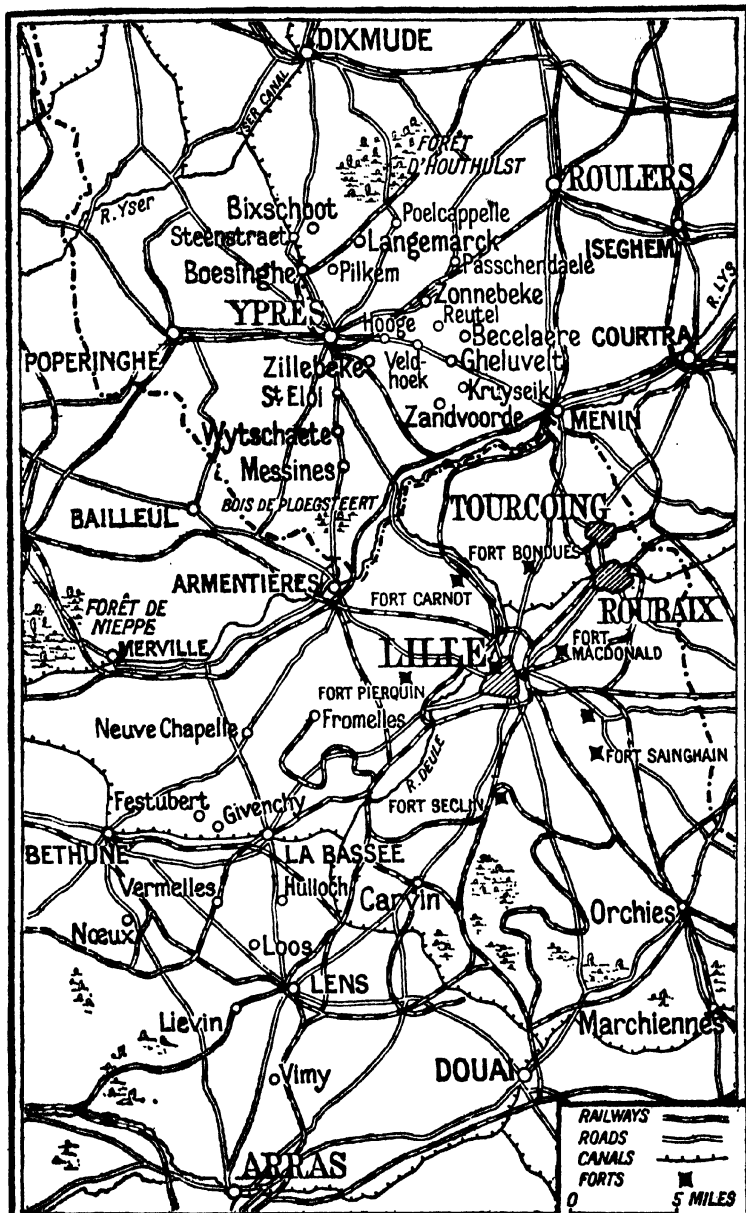 DIXMUDE
YSER CANAL
FORÊT
D'HOUTHULST
ROULERS
R. Yser
Bixschoot
Poelcappelle
Steenstraet
Langemarck
ISEGHEM
Boesinghe
Pilkem
Passchendaele
R. LYS
Zonnebeke
YPRES
Hooge
Reutel
Becelaere
COURTRAI
POPERINGHE
Zillebeke
Veld-
hoek
Gheluvelt
St Eloi
Kruyseik
Zandvoorde
MENIN
Wytschaete
Messines
BOIS DE PLOEGSTEERT
BAILLEUL
TOURCOING
FORT BONDUES
ARMENTIÈRES
FORT CARNOT
ROUBAIX
FORÊT DE
NIEPPE
MERVILLE
LILLE
FORT
MACDONALD
FORT PIERQUIN
Fromelles
Neuve Chapelle
FORT SAINGHAIN
R. DEULE
Festubert
Givenchy
FORT SECLIN
BETHUNE
LA BASSÉE
Vermelles
Hulloch
Carvin
Orchies
Nœux
Loos
LENS
Lievin
Marchiennes
Vimy
DOUAI
ARRAS
RAILWAYS
ROADS
CANALS
FORTS
0 5 MILES